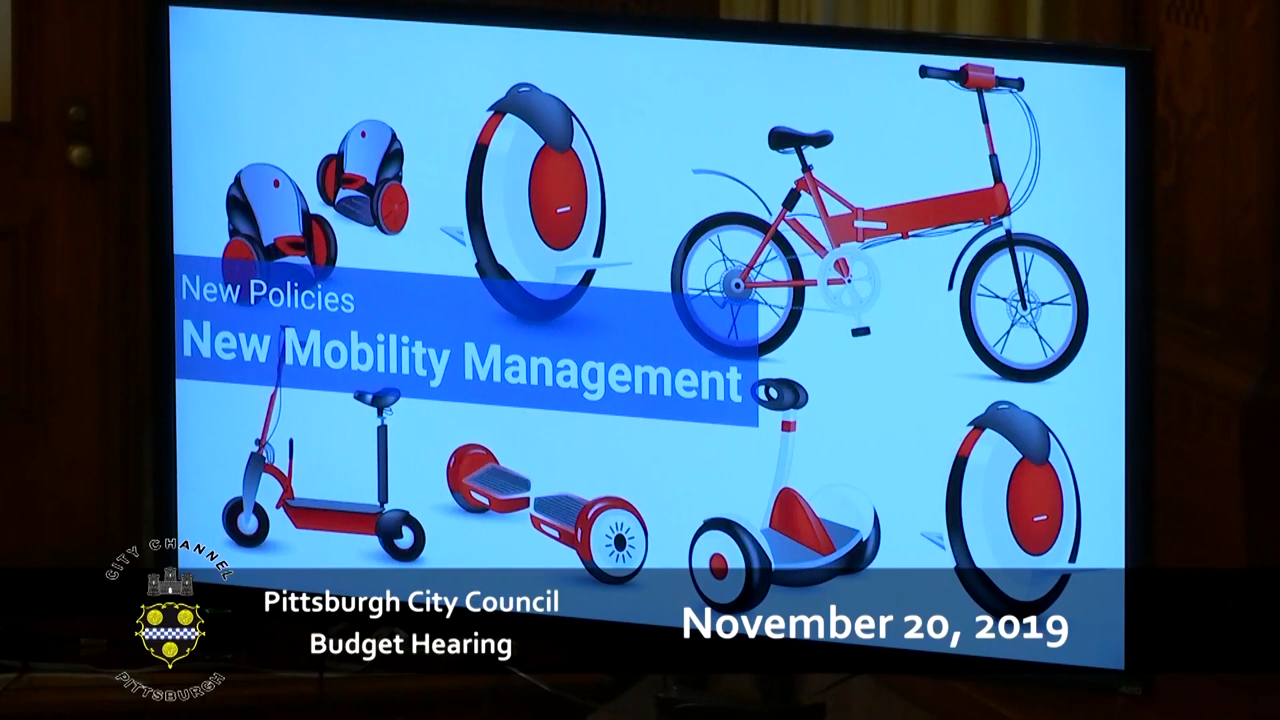 New Policies
New Mobility Management
CITY CHANNEL
PITTSBURGH
Pittsburgh City Council
Budget Hearing
November 20, 2019